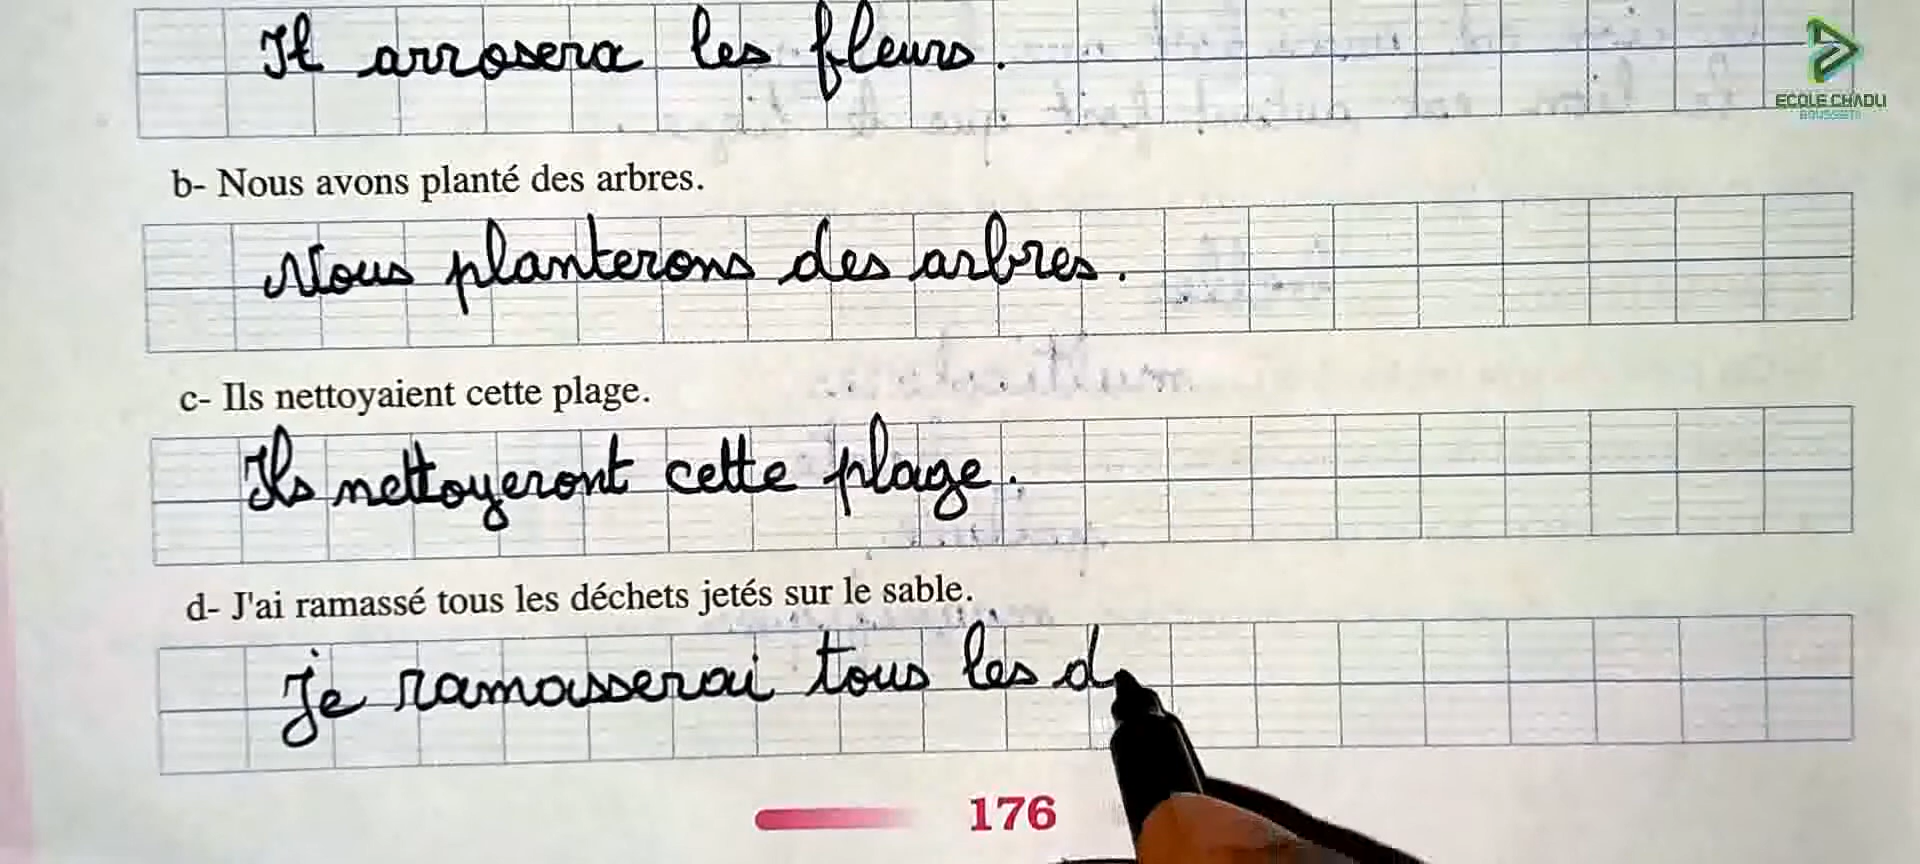 Il arrosera les fleurs.
ECOLE CHADLI
b- Nous avons planté des arbres.
Nous planterons des arbres.
c- Ils nettoyaient cette plage.
Ils nettoyeront cette plage.
d- J'ai ramassé tous les déchets jetés sur le sable.
je ramasserai tous les d
176